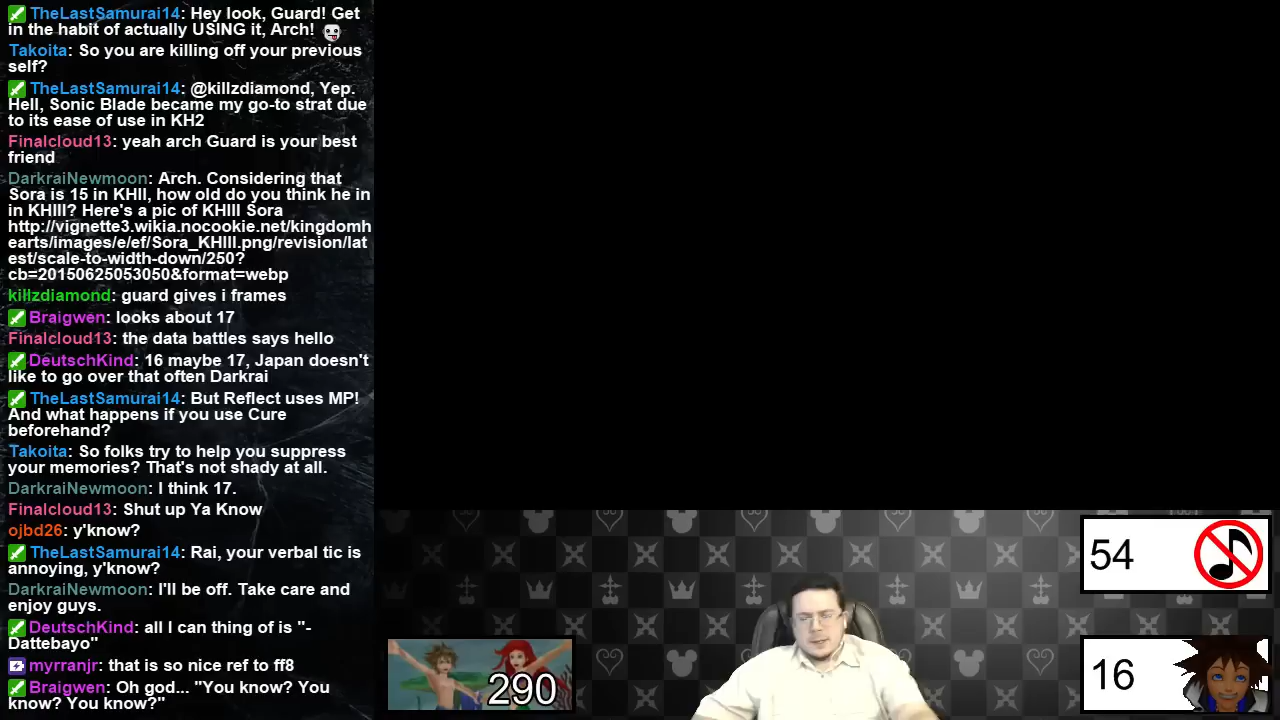 TheLastSamurai14: Hey look, Guard! Get
in the habit of actually USING it, Arch!
Takoita: So you are killing off your previous
self?
TheLastSamurai14: @killzdiamond, Yep.
Hell, Sonic Blade became my go-to strat due
to its ease of use in KH2
Finalcloud13: yeah arch Guard is your best
friend
DarkraiNewmoon: Arch. Considering that
Sora is 15 in KHII, how old do you think he in
in KHIII? Here's a pic of KHIII Sora
http://vignette3.wikia.nocookie.net/kingdomh
earts/images/e/ef/Sora_KHIII.png/revision/lat
est/scale-to-width-down/250?
cb=20150625053050&format=webp
killzdiamond: guard gives i frames
Braigwen: looks about 17
Finalcloud13: the data battles says hello
DeutschKind: 16 maybe 17, Japan doesn't
like to go over that often Darkrai
TheLastSamurai14: But Reflect uses MP!
And what happens if you use Cure
beforehand?
Takoita: So folks try to help you suppress
your memories? That's not shady at all.
DarkraiNewmoon: I think 17.
Finalcloud13: Shut up Ya Know
ojbd26: y'know?
TheLastSamurai14: Rai, your verbal tic is
annoying, y'know?
DarkraiNewmoon: I'll be off. Take care and
enjoy guys.
DeutschKind: all I can thing of is "-
Dattebayo"
myrranjr: that is so nice ref to ff8
Braigwen: Oh god... "You know? You
know? You know?"
54
290
16